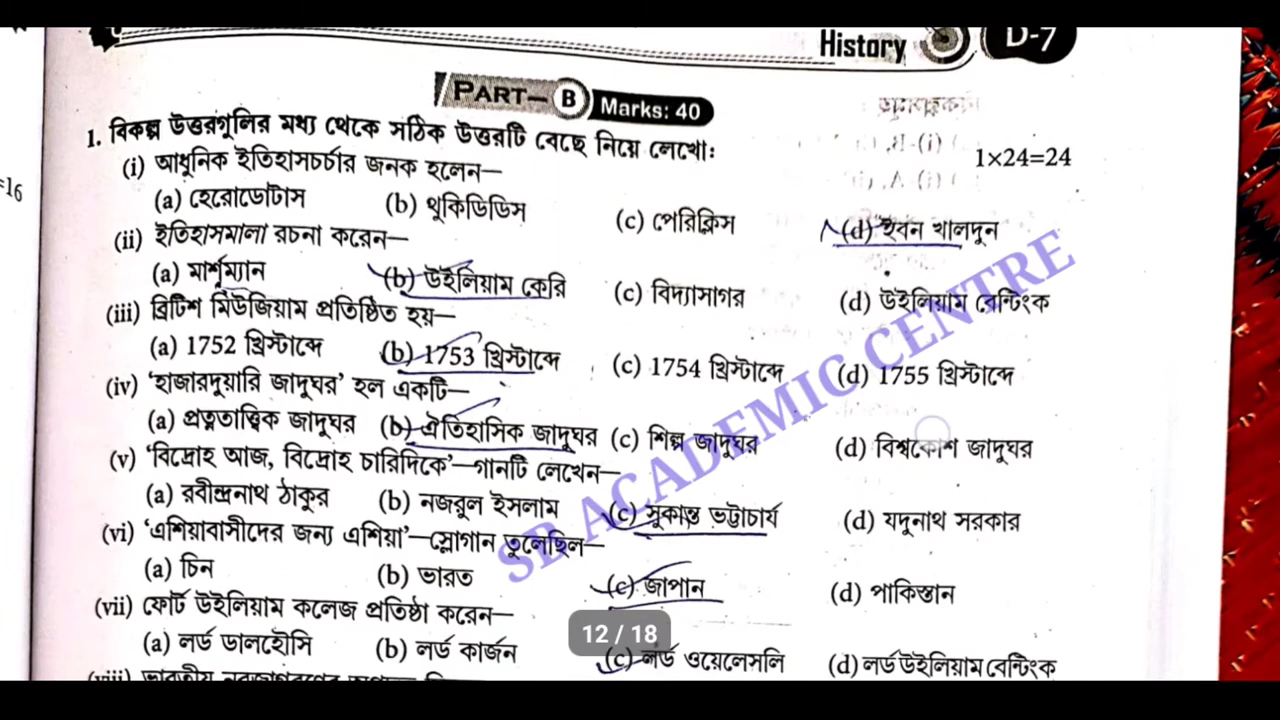 History
D-7
PART-B Marks: 40
1. বিকল্প উত্তরগুলির মধ্য থেকে সঠিক উত্তরটি বেছে নিয়ে লেখো: 1×24=24
=16
(i) আধুনিক ইতিহাসচর্চার জনক হলেন—
(a) হেরোডোটাস (b) থুকিডিডিস (c) পেরিক্লিস (d) ইবন খালদুন
(ii) ইতিহাসমালা রচনা করেন—
(a) মার্শম্যান (b) উইলিয়াম কেরি (c) বিদ্যাসাগর (d) উইলিয়াম বেন্টিংক
(iii) ব্রিটিশ মিউজিয়াম প্রতিষ্ঠিত হয়—
(a) 1752 খ্রিস্টাব্দে (b) 1753 খ্রিস্টাব্দে (c) 1754 খ্রিস্টাব্দে (d) 1755 খ্রিস্টাব্দে
(iv) ‘হাজারদুয়ারি জাদুঘর’ হল একটি—
(a) প্রত্নতাত্ত্বিক জাদুঘর (b) ঐতিহাসিক জাদুঘর (c) শিল্প জাদুঘর (d) বিশ্বকোশ জাদুঘর
(v) ‘বিদ্রোহ আজ, বিদ্রোহ চারিদিকে’—গানটি লেখেন—
(a) রবীন্দ্রনাথ ঠাকুর (b) নজরুল ইসলাম (c) সুকান্ত ভট্টাচার্য (d) যদুনাথ সরকার
(vi) ‘এশিয়াবাসীদের জন্য এশিয়া’—স্লোগান তুলেছিল—
(a) চিন (b) ভারত (c) জাপান (d) পাকিস্তান
(vii) ফোর্ট উইলিয়াম কলেজ প্রতিষ্ঠা করেন—
(a) লর্ড ডালহৌসি (b) লর্ড কার্জন (c) লর্ড ওয়েলেসলি (d) লর্ড উইলিয়াম বেন্টিংক
SB ACADEMIC CENTRE
12 / 18